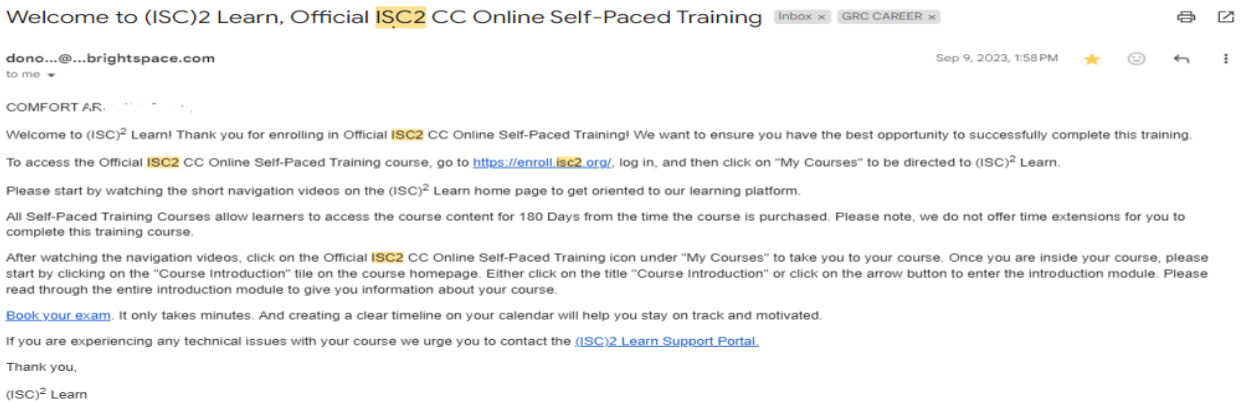 Welcome to (ISC)2 Learn, Official ISC2 CC Online Self-Paced Training Inbox × GRC CAREER ×
dono...@...brightspace.com Sep 9, 2023, 1:58 PM
to me
COMFORT AR
Welcome to (ISC)² Learn! Thank you for enrolling in Official ISC2 CC Online Self-Paced Training! We want to ensure you have the best opportunity to successfully complete this training.
To access the Official ISC2 CC Online Self-Paced Training course, go to https://enroll.isc2.org/, log in, and then click on "My Courses" to be directed to (ISC)² Learn.
Please start by watching the short navigation videos on the (ISC)² Learn home page to get oriented to our learning platform.
All Self-Paced Training Courses allow learners to access the course content for 180 Days from the time the course is purchased. Please note, we do not offer time extensions for you to
complete this training course.
After watching the navigation videos, click on the Official ISC2 CC Online Self-Paced Training icon under "My Courses" to take you to your course. Once you are inside your course, please
start by clicking on the "Course Introduction" tile on the course homepage. Either click on the title "Course Introduction" or click on the arrow button to enter the introduction module. Please
read through the entire introduction module to give you information about your course.
Book your exam. It only takes minutes. And creating a clear timeline on your calendar will help you stay on track and motivated.
If you are experiencing any technical issues with your course we urge you to contact the (ISC)2 Learn Support Portal.
Thank you,
(ISC)² Learn